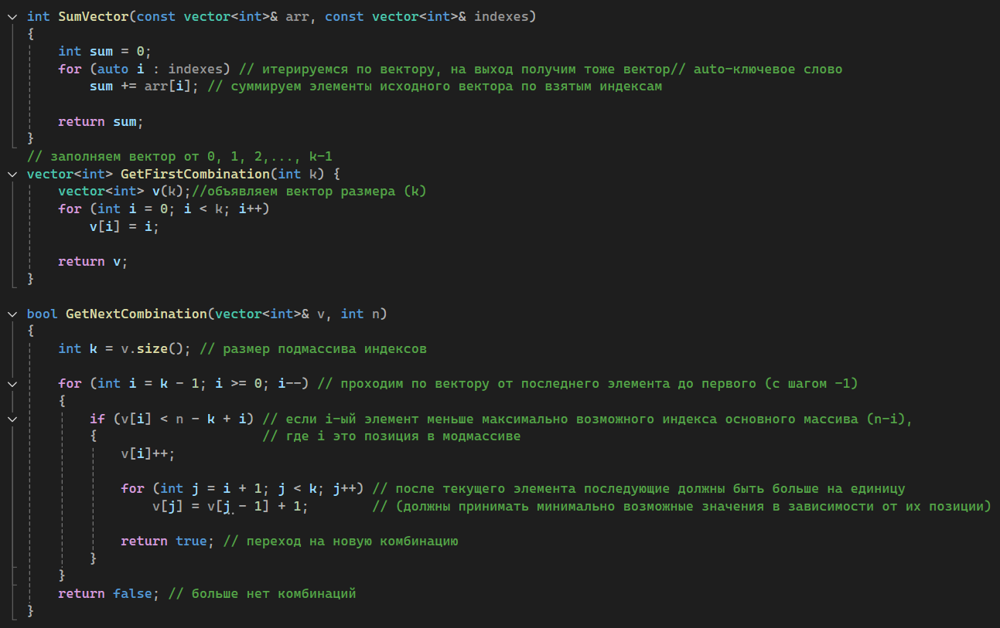 int SumVector(const vector<int>& arr, const vector<int>& indexes)
{
    int sum = 0;
    for (auto i : indexes) // итерируемся по вектору, на выход получим тоже вектор// auto-ключевое слово
        sum += arr[i]; // суммируем элементы исходного вектора по взятым индексам

    return sum;
}
// заполняем вектор от 0, 1, 2,..., k-1
vector<int> GetFirstCombination(int k) {
    vector<int> v(k);//объявляем вектор размера (k)
    for (int i = 0; i < k; i++)
        v[i] = i;

    return v;
}

bool GetNextCombination(vector<int>& v, int n)
{
    int k = v.size(); // размер подмассива индексов

    for (int i = k - 1; i >= 0; i--) // проходим по вектору от последнего элемента до первого (с шагом -1)
    {
        if (v[i] < n - k + i) // если i-ый элемент меньше максимально возможного индекса основного массива (n-i),
        {                     // где i это позиция в модмассиве
            v[i]++;

            for (int j = i + 1; j < k; j++) // после текущего элемента последующие должны быть больше на единицу
                v[j] = v[j - 1] + 1;        // (должны принимать минимально возможные значения в зависимости от их позиции)

            return true; // переход на новую комбинацию
        }
    }
    return false; // больше нет комбинаций
}